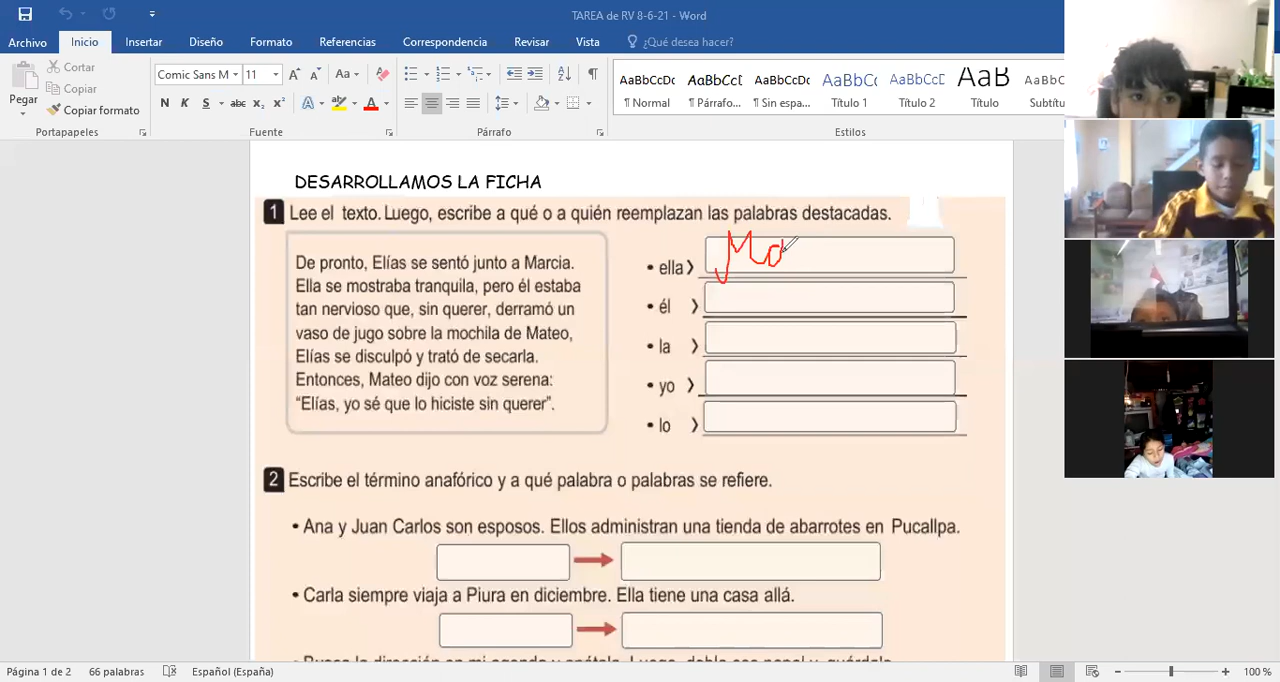 TAREA de RV 8-6-21 - Word
Archivo Inicio Insertar Diseño Formato Referencias Correspondencia Revisar Vista ¿Qué desea hacer?
Pegar
Cortar
Copiar
Copiar formato
Comic Sans M 11
N K S abc x₂ x²
AaBbCcDc AaBbCcD AaBbCcDc AaBbC AaBbCcD AaB AaBbC
¶ Normal ¶ Párrafo... ¶ Sin espa... Título 1 Título 2 Título Subtítu
Portapapeles Fuente Párrafo Estilos
DESARROLLAMOS LA FICHA
1 Lee el texto. Luego, escribe a qué o a quién reemplazan las palabras destacadas.
De pronto, Elías se sentó junto a Marcia.
Ella se mostraba tranquila, pero él estaba
tan nervioso que, sin querer, derramó un
vaso de jugo sobre la mochila de Mateo,
Elías se disculpó y trató de secarla.
Entonces, Mateo dijo con voz serena:
“Elías, yo sé que lo hiciste sin querer”.
• ella Ma
• él
• la
• yo
• lo
2 Escribe el término anafórico y a qué palabra o palabras se refiere.
• Ana y Juan Carlos son esposos. Ellos administran una tienda de abarrotes en Pucallpa.
• Carla siempre viaja a Piura en diciembre. Ella tiene una casa allá.
Página 1 de 2 66 palabras Español (España) 100 %